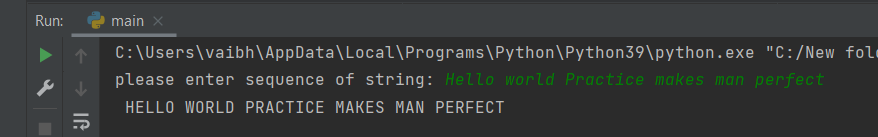 Run: main ×
C:\Users\vaibh\AppData\Local\Programs\Python\Python39\python.exe "C:/New fol
please enter sequence of string: Hello world Practice makes man perfect
HELLO WORLD PRACTICE MAKES MAN PERFECT